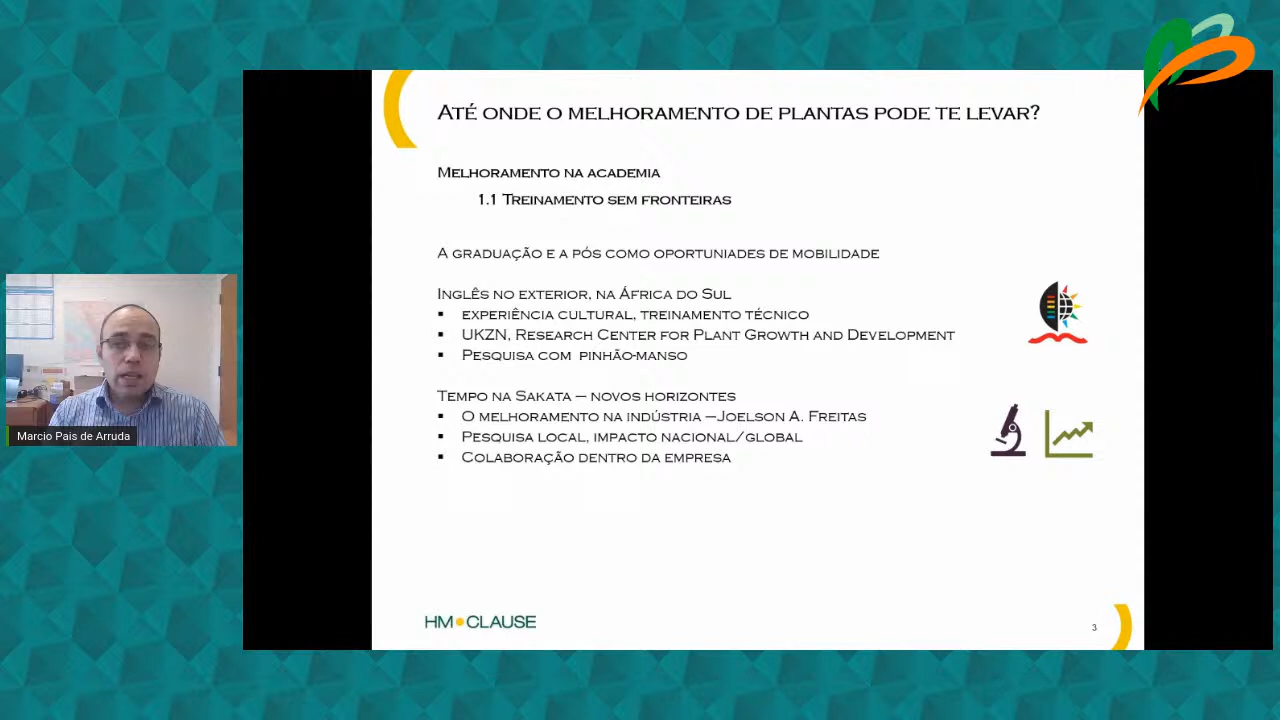 ATÉ ONDE O MELHORAMENTO DE PLANTAS PODE TE LEVAR?
MELHORAMENTO NA ACADEMIA
1.1 TREINAMENTO SEM FRONTEIRAS
A GRADUAÇÃO E A PÓS COMO OPORTUNIADES DE MOBILIDADE
INGLÊS NO EXTERIOR, NA ÁFRICA DO SUL
▪ EXPERIÊNCIA CULTURAL, TREINAMENTO TÉCNICO
▪ UKZN, RESEARCH CENTER FOR PLANT GROWTH AND DEVELOPMENT
▪ PESQUISA COM PINHÃO-MANSO
TEMPO NA SAKATA – NOVOS HORIZONTES
▪ O MELHORAMENTO NA INDÚSTRIA –JOELSON A. FREITAS
▪ PESQUISA LOCAL, IMPACTO NACIONAL/GLOBAL
▪ COLABORAÇÃO DENTRO DA EMPRESA
Marcio Pais de Arruda
HM•CLAUSE
3